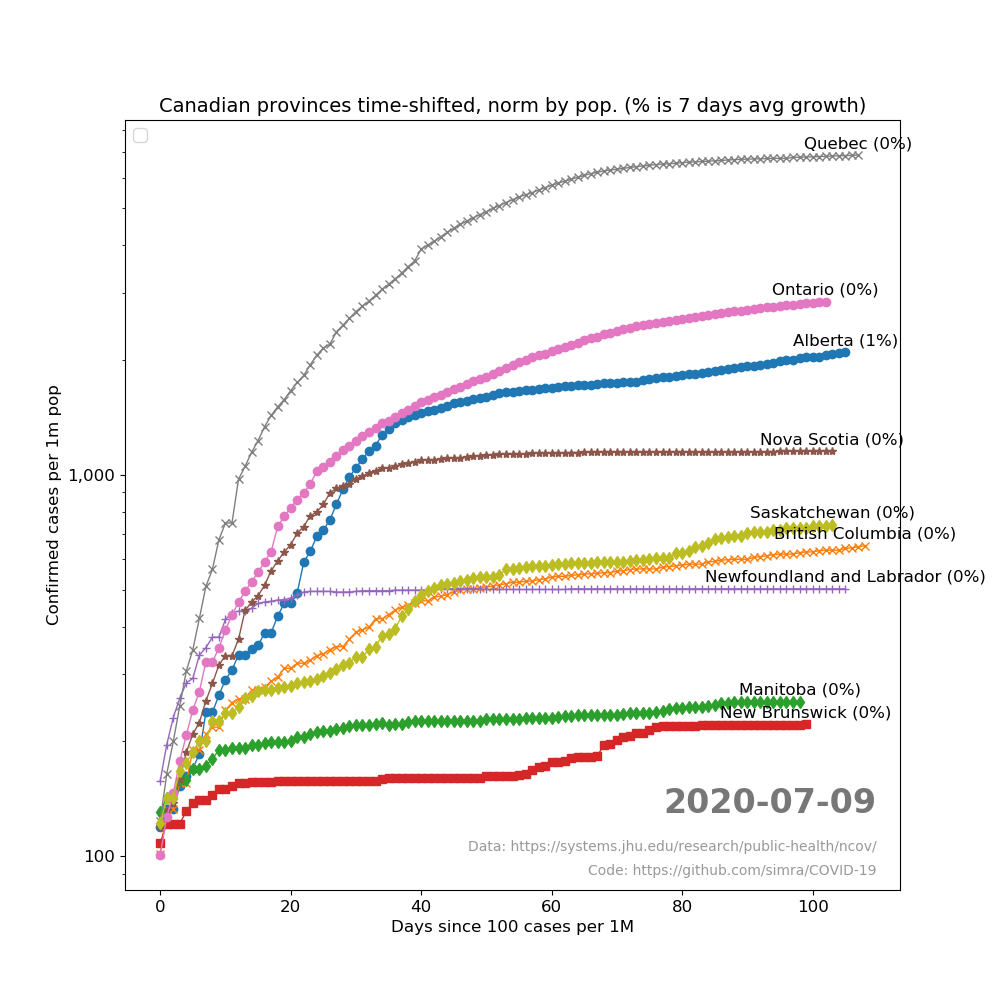 Canadian provinces time-shifted, norm by pop. (% is 7 days avg growth)
Quebec (0%)
Ontario (0%)
Alberta (1%)
Nova Scotia (0%)
Saskatchewan (0%)
British Columbia (0%)
Newfoundland and Labrador (0%)
Manitoba (0%)
New Brunswick (0%)
Confirmed cases per 1m pop
1,000
100
2020-07-09
Data: https://systems.jhu.edu/research/public-health/ncov/
Code: https://github.com/simra/COVID-19
0 20 40 60 80 100
Days since 100 cases per 1M